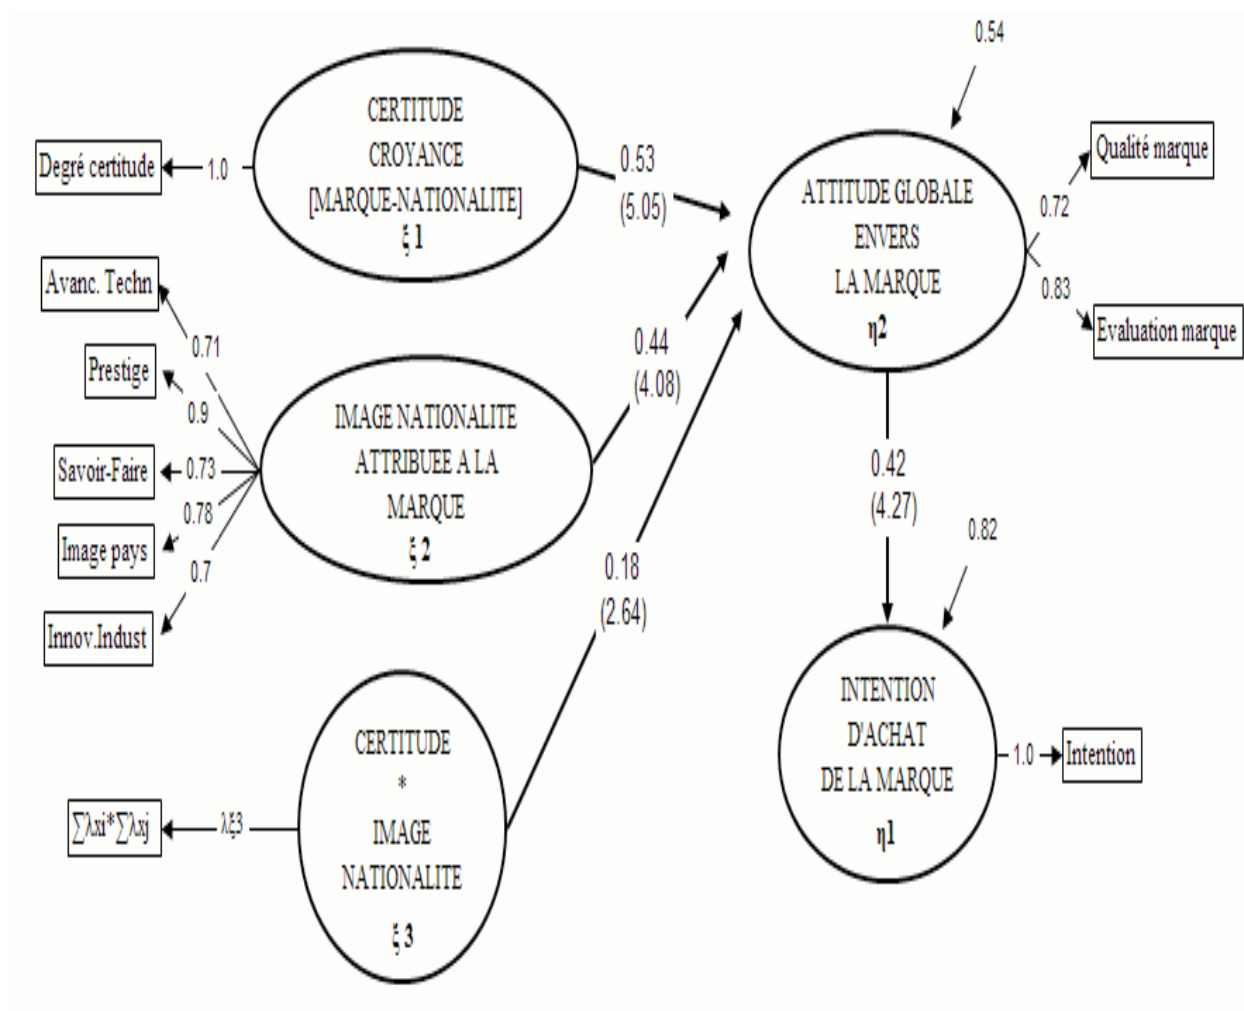 0.54
CERTITUDE
CROYANCE
[MARQUE-NATIONALITE]
ξ 1
Degré certitude
1.0
0.53
(5.05)
ATTITUDE GLOBALE
ENVERS
LA MARQUE
η2
Qualité marque
0.72
0.83
Evaluation marque
Avanc. Techn
0.71
Prestige
0.9
Savoir-Faire
0.73
Image pays
0.78
Innov.Indust
0.7
IMAGE NATIONALITE
ATTRIBUEE A LA
MARQUE
ξ 2
0.44
(4.08)
0.42
(4.27)
0.18
(2.64)
0.82
CERTITUDE
*
IMAGE
NATIONALITE
ξ 3
∑λxi*∑λxj
λξ3
INTENTION
D'ACHAT
DE LA MARQUE
η1
1.0
Intention